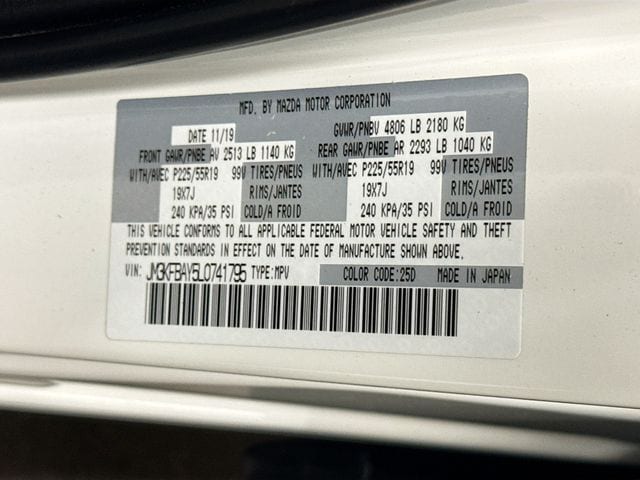 MFD. BY MAZDA MOTOR CORPORATION
DATE 11/19 GVWR/PNBV 4806 LB 2180 KG
FRONT GAWR/PNBE AV 2513 LB 1140 KG REAR GAWR/PNBE AR 2293 LB 1040 KG
WITH/AVEC P225/55R19 99V TIRES/PNEUS WITH/AVEC P225/55R19 99V TIRES/PNEUS
19X7J RIMS/JANTES 19X7J RIMS/JANTES
240 KPA/35 PSI COLD/A FROID 240 KPA/35 PSI COLD/A FROID
THIS VEHICLE CONFORMS TO ALL APPLICABLE FEDERAL MOTOR VEHICLE SAFETY AND THEFT
PREVENTION STANDARDS IN EFFECT ON THE DATE OF MANUFACTURE SHOWN ABOVE.
VIN: JM3KFBAY5L0741795 TYPE:MPV COLOR CODE:25D MADE IN JAPAN